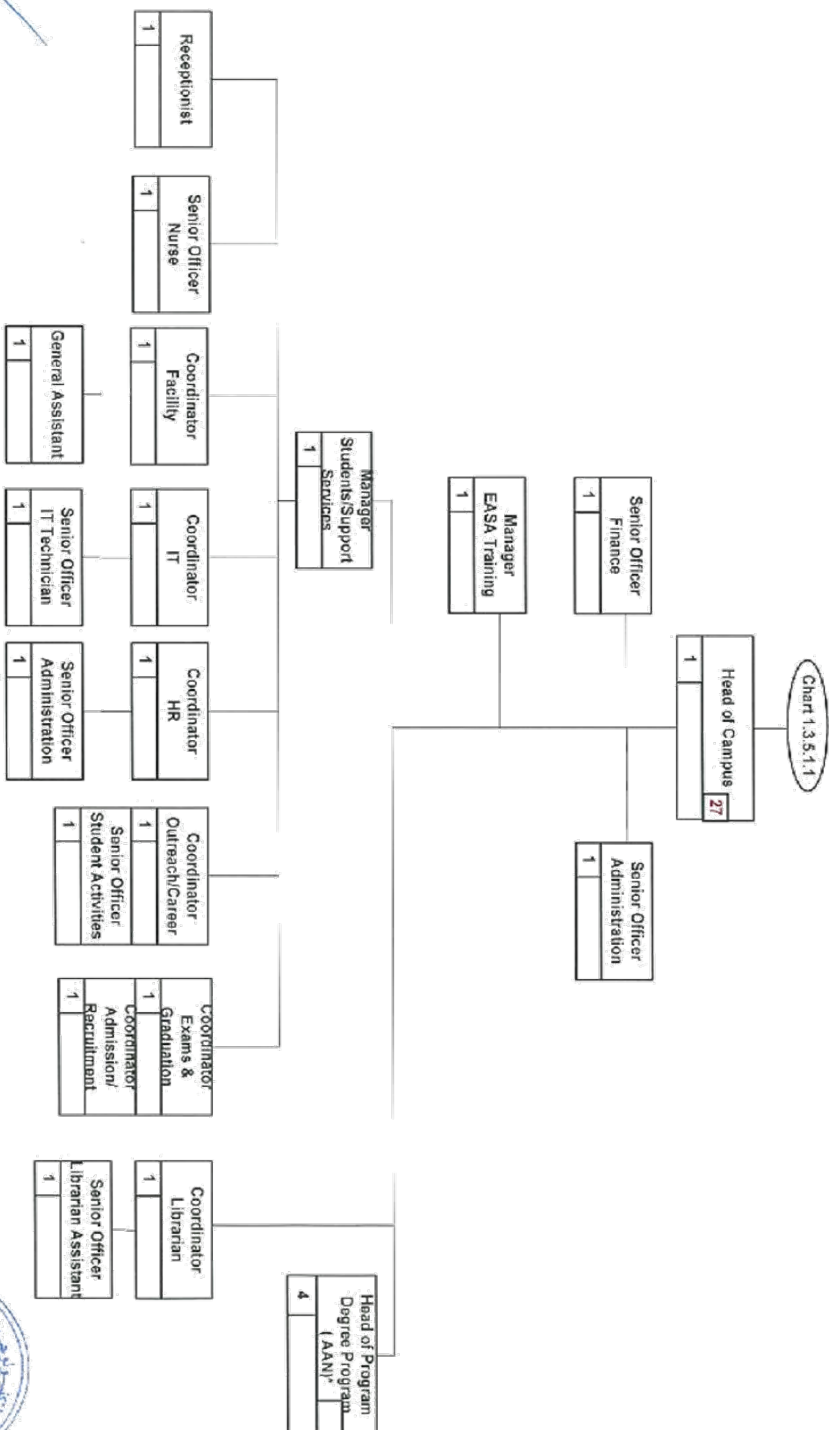 Chart 1.3.5.1.1
Head of Campus
27
1
Senior Officer
Finance
1
Senior Officer
Administration
1
Manager
EASA Training
1
Manager
Students/Support
Services
1
Head of Program
Degree Program
( AAN)*
4
Receptionist
1
Senior Officer
Nurse
1
Coordinator
Facility
1
Coordinator
IT
1
Coordinator
HR
1
Coordinator
Outreach/Career
1
Senior Officer
Student Activities
1
Coordinator
Exams &
Graduation
1
Coordinator
Admission/
Recruitment
1
Coordinator
Librarian
1
General Assistant
1
Senior Officer
IT Technician
1
Senior Officer
Administration
1
Senior Officer
Librarian Assistant
1